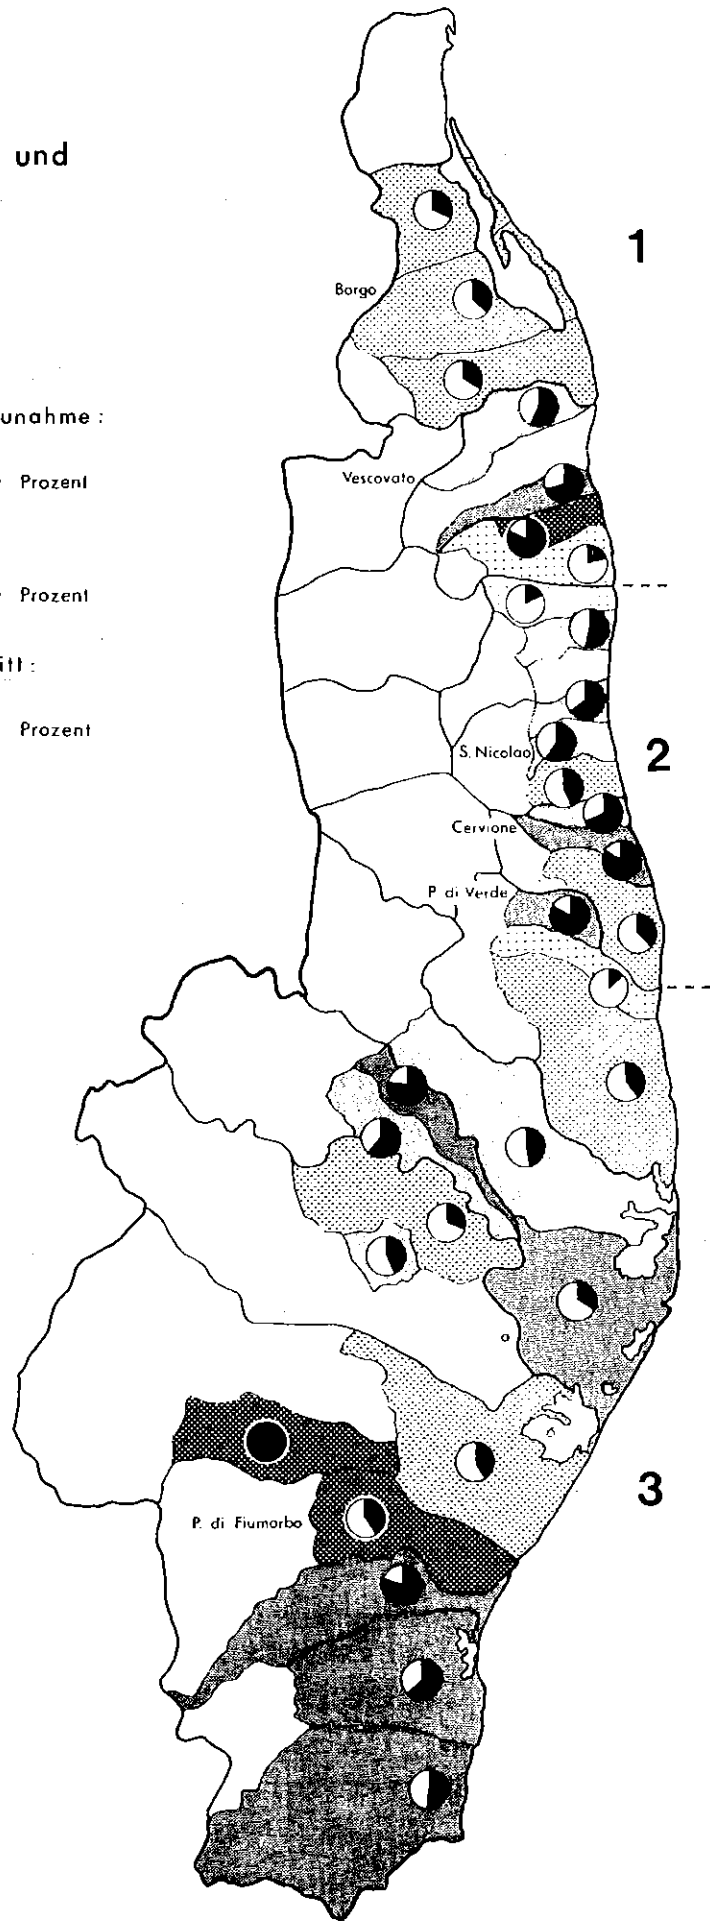 und
1
Borgo
unahme :
Prozent
Vescovato
Prozent
itt :
Prozent
S. Nicolao
2
Cervione
P. di Verde
3
P. di Fiumorbo